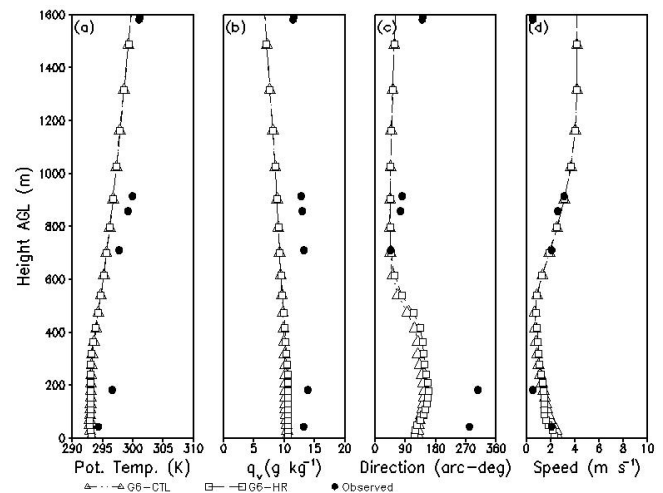 (a) (b) (c) (d)
1600
1400
1200
1000
800
600
400
200
0
Height AGL (m)
290 295 300 305 310 0 5 10 15 20 0 90 180 270 360 0 2 4 6 8 10
Pot. Temp. (K) qv(g kg-1) Direction (arc-deg) Speed (m s-1)
G6-CTL G6-HR Observed